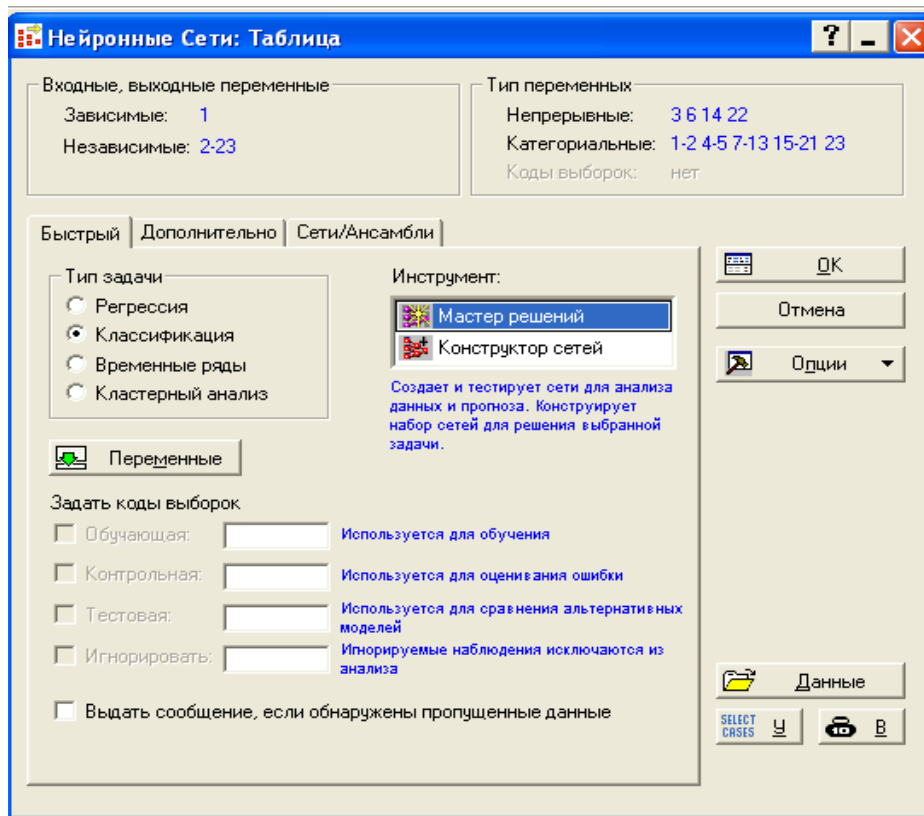 Нейронные Сети: Таблица
Входные, выходные переменные
Зависимые: 1
Независимые: 2-23
Тип переменных
Непрерывные: 3 6 14 22
Категориальные: 1-2 4-5 7-13 15-21 23
Коды выборок: нет
Быстрый Дополнительно Сети/Ансамбли
Тип задачи
Регрессия
Классификация
Временные ряды
Кластерный анализ
Инструмент:
Мастер решений
Конструктор сетей
Создает и тестирует сети для анализа
данных и прогноза. Конструирует
набор сетей для решения выбранной
задачи.
OK
Отмена
Опции
Переменные
Задать коды выборок
Обучающая: Используется для обучения
Контрольная: Используется для оценивания ошибки
Тестовая: Используется для сравнения альтернативных
моделей
Игнорировать: Игнорируемые наблюдения исключаются из
анализа
Выдать сообщение, если обнаружены пропущенные данные
Данные
SELECT
CASES У В